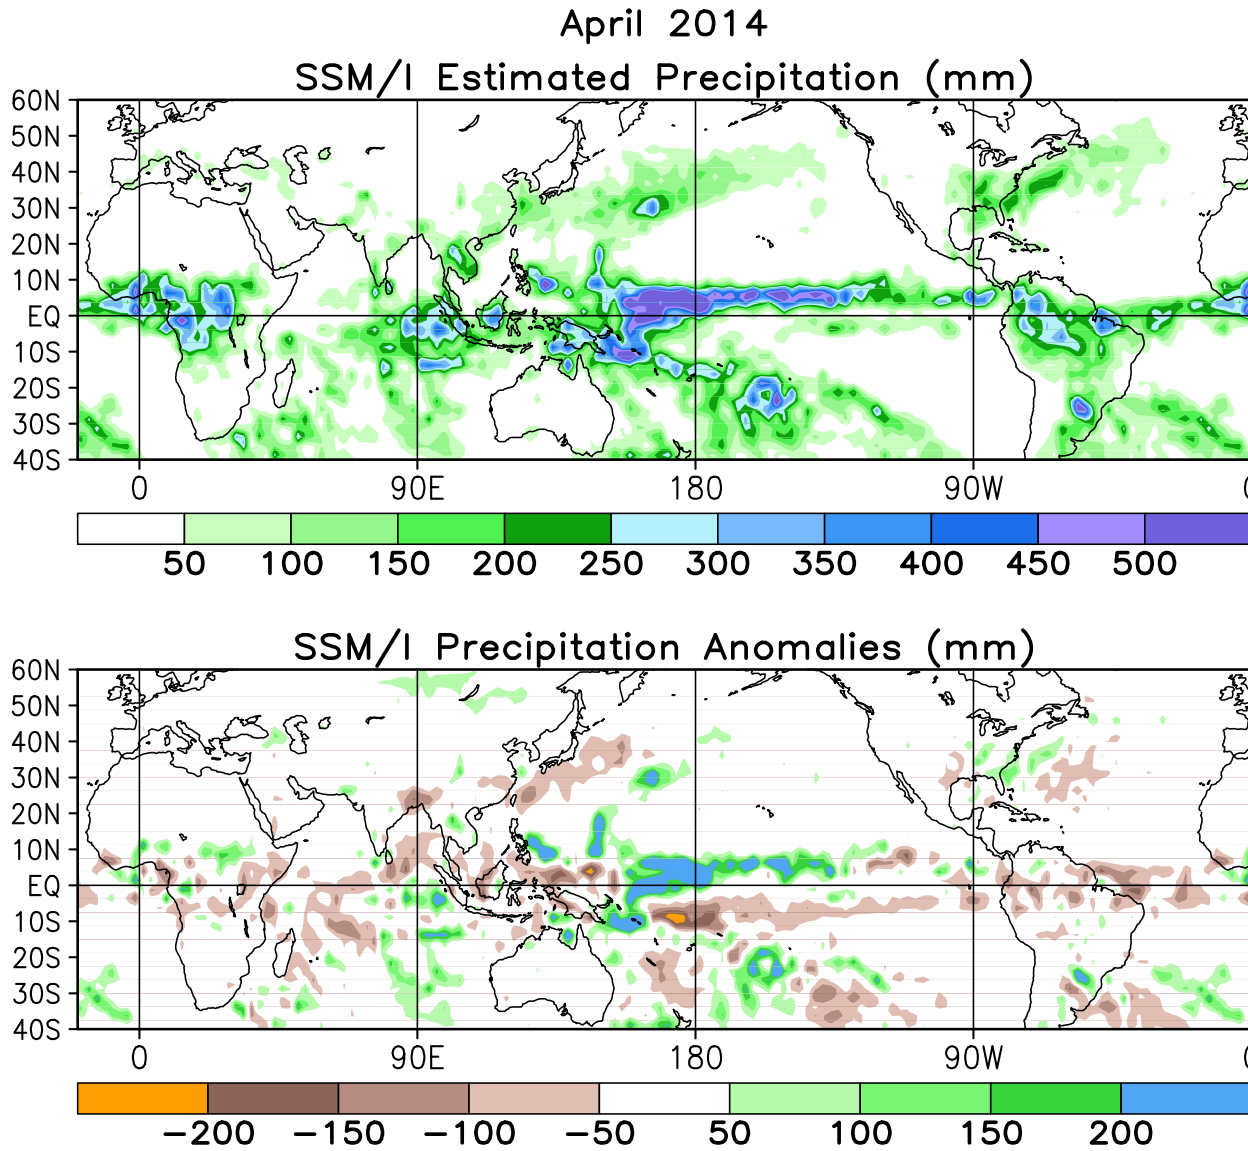 April 2014
SSM/I Estimated Precipitation (mm)
60N
50N
40N
30N
20N
10N
EQ
10S
20S
30S
40S
0 90E 180 90W 0
50 100 150 200 250 300 350 400 450 500
SSM/I Precipitation Anomalies (mm)
60N
50N
40N
30N
20N
10N
EQ
10S
20S
30S
40S
0 90E 180 90W 0
−200 −150 −100 −50 50 100 150 200